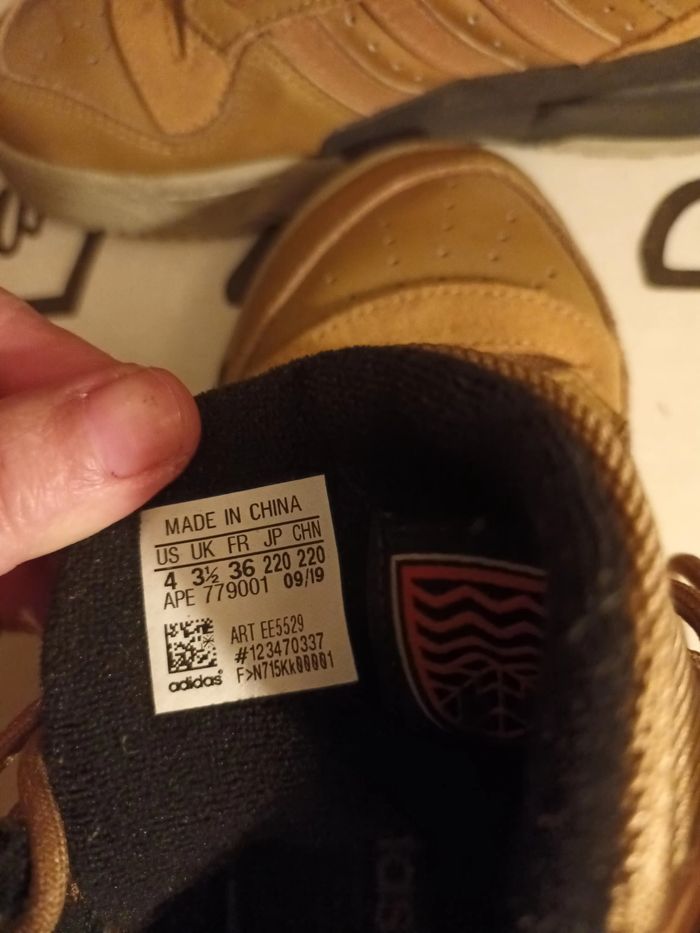 MADE IN CHINA
US UK FR JP CHN
4 3½ 36 220 220
APE 779001 09/19
ART EE5529
#123470337
F>N715Kk00001
adidas